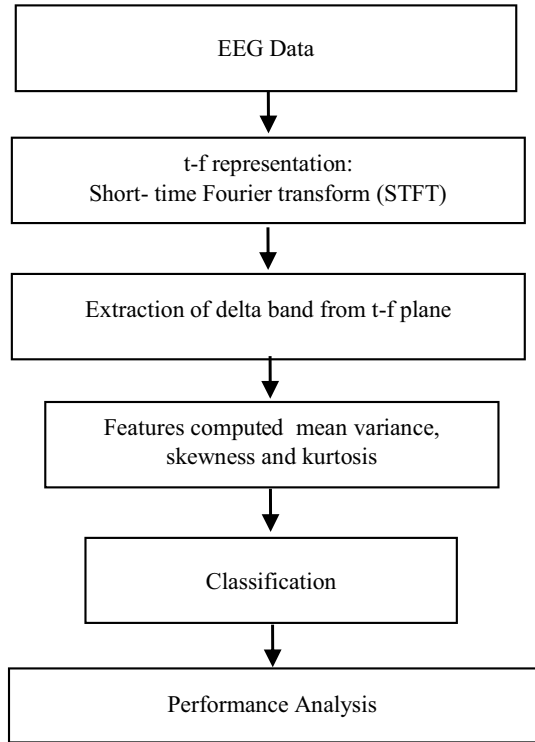 EEG Data
t-f representation:
Short- time Fourier transform (STFT)
Extraction of delta band from t-f plane
Features computed mean variance,
skewness and kurtosis
Classification
Performance Analysis